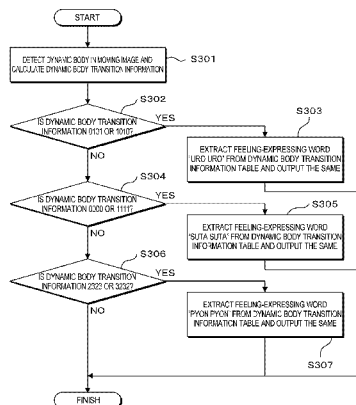 START
DETECT DYNAMIC BODY IN MOVING IMAGE AND
CALCULATE DYNAMIC BODY TRANSITION INFORMATION
S301
S302
IS DYNAMIC BODY TRANSITION
INFORMATION 0101 OR 1010?
YES
NO
S303
EXTRACT FEELING-EXPRESSING WORD
'URO URO' FROM DYNAMIC BODY TRANSITION
INFORMATION TABLE AND OUTPUT THE SAME
S304
IS DYNAMIC BODY TRANSITION
INFORMATION 0000 OR 1111?
YES
NO
S305
EXTRACT FEELING-EXPRESSING WORD
'SUTA SUTA' FROM DYNAMIC BODY TRANSITION
INFORMATION TABLE AND OUTPUT THE SAME
S306
IS DYNAMIC BODY TRANSITION
INFORMATION 2323 OR 3232?
YES
NO
EXTRACT FEELING-EXPRESSING WORD
'PYON PYON' FROM DYNAMIC BODY TRANSITION
INFORMATION TABLE AND OUTPUT THE SAME
S307
FINISH